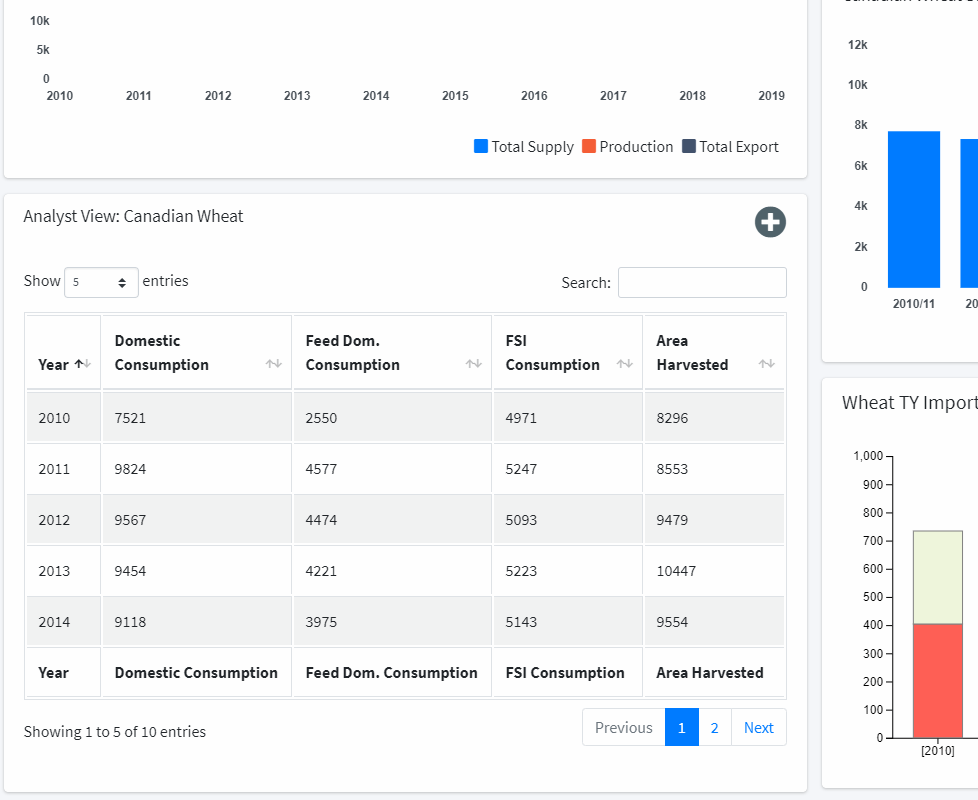 10k
5k
0
2010 2011 2012 2013 2014 2015 2016 2017 2018 2019
Total Supply Production Total Export
Analyst View: Canadian Wheat
Show 5 entries
Search:
Year Domestic Consumption Feed Dom. Consumption FSI Consumption Area Harvested
2010 7521 2550 4971 8296
2011 9824 4577 5247 8553
2012 9567 4474 5093 9479
2013 9454 4221 5223 10447
2014 9118 3975 5143 9554
Year Domestic Consumption Feed Dom. Consumption FSI Consumption Area Harvested
Showing 1 to 5 of 10 entries
Previous 1 2 Next
12k
10k
8k
6k
4k
2k
0
2010/11 20
Wheat TY Import
1,000
900
800
700
600
500
400
300
200
100
0
[2010]